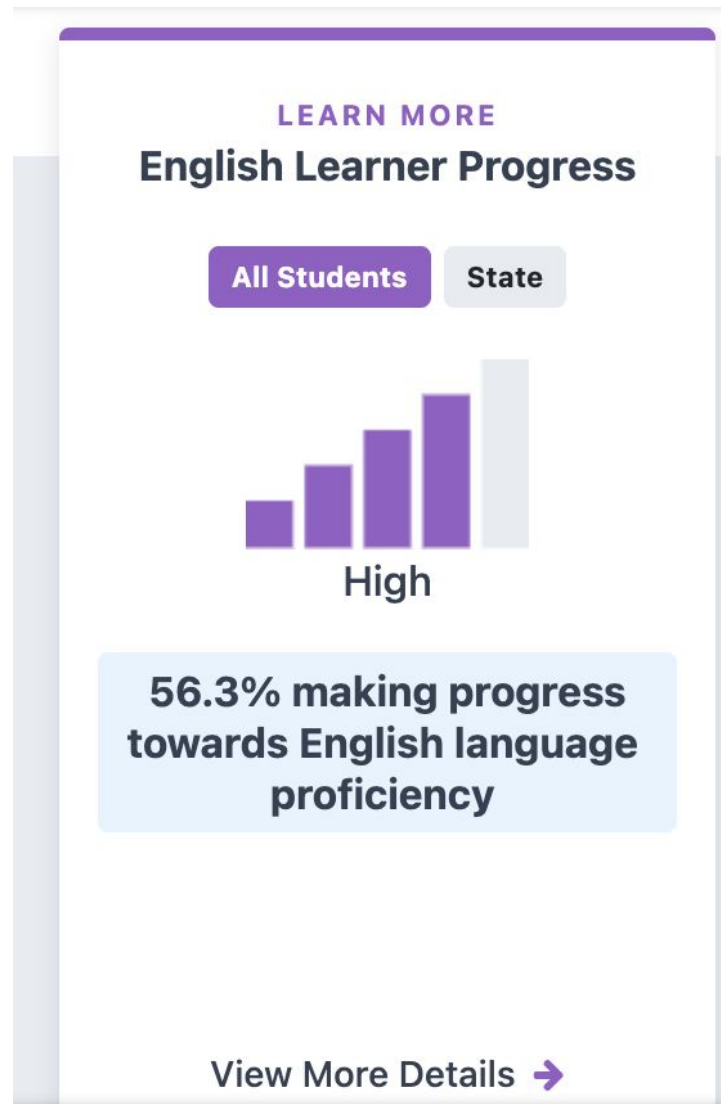 LEARN MORE
English Learner Progress
All Students State
High
56.3% making progress
towards English language
proficiency
View More Details →